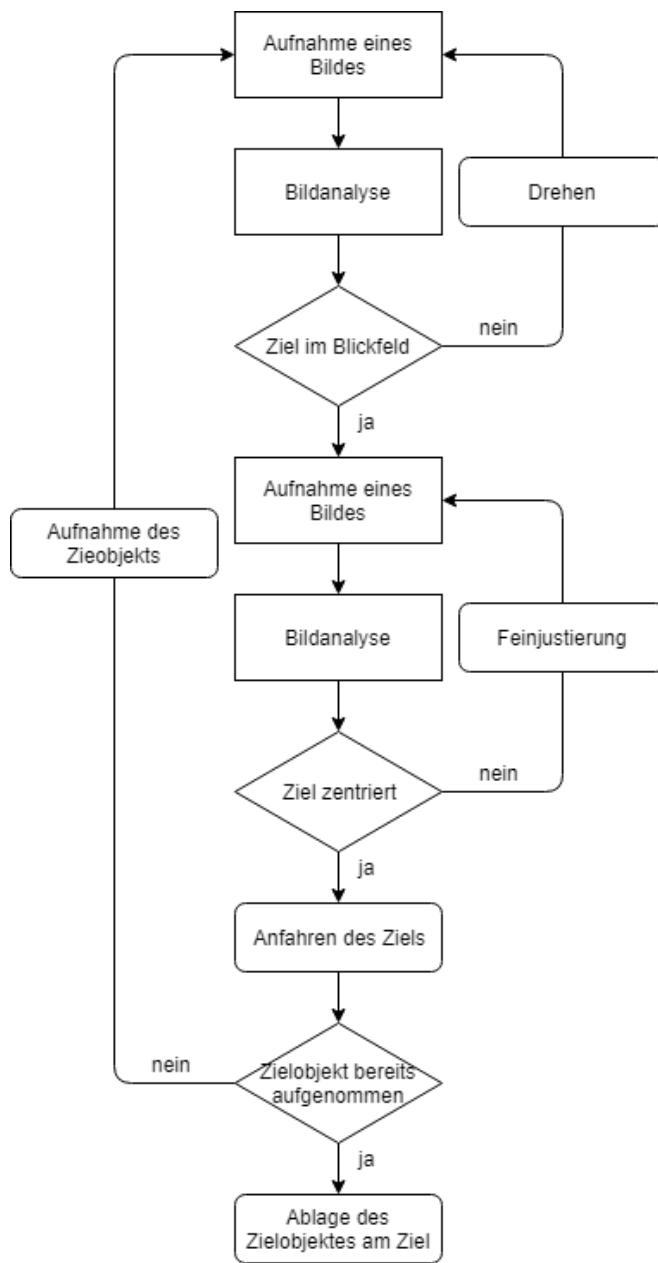 Aufnahme eines
Bildes
Bildanalyse
Drehen
Ziel im Blickfeld
nein
ja
Aufnahme eines
Bildes
Aufnahme des
Zieobjekts
Bildanalyse
Feinjustierung
Ziel zentriert
nein
ja
Anfahren des Ziels
nein
Zielobjekt bereits
aufgenommen
ja
Ablage des
Zielobjektes am Ziel